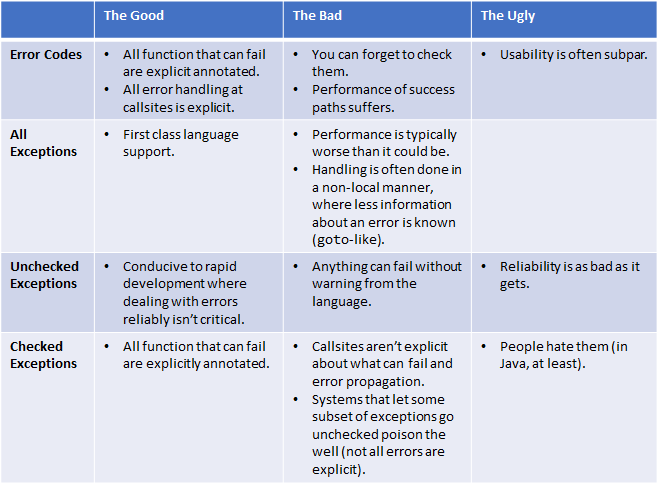 The Good The Bad The Ugly
Error Codes
• All function that can fail
are explicit annotated.
• All error handling at
callsites is explicit.
• You can forget to check
them.
• Performance of success
paths suffers.
• Usability is often subpar.
All
Exceptions
• First class language
support.
• Performance is typically
worse than it could be.
• Handling is often done in
a non-local manner,
where less information
about an error is known
(goto-like).
Unchecked
Exceptions
• Conducive to rapid
development where
dealing with errors
reliably isn't critical.
• Anything can fail without
warning from the
language.
• Reliability is as bad as it
gets.
Checked
Exceptions
• All function that can fail
are explicitly annotated.
• Callsites aren't explicit
about what can fail and
error propagation.
• Systems that let some
subset of exceptions go
unchecked poison the
well (not all errors are
explicit).
• People hate them (in
Java, at least).